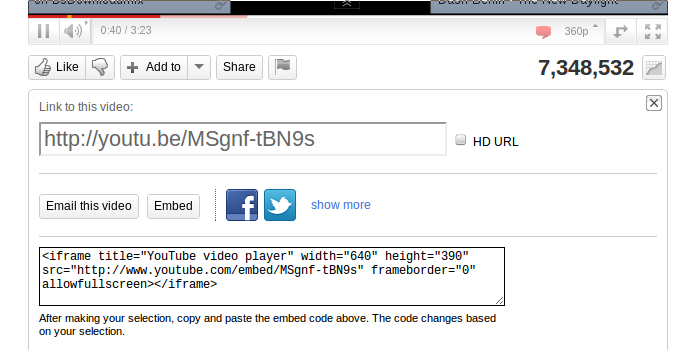 0:40 / 3:23
360p
Like
Add to
Share
7,348,532
Link to this video:
http://youtu.be/MSgnf-tBN9s
HD URL
Email this video
Embed
show more
<iframe title="YouTube video player" width="640" height="390"
src="http://www.youtube.com/embed/MSgnf-tBN9s" frameborder="0"
allowfullscreen></iframe>
After making your selection, copy and paste the embed code above. The code changes based
on your selection.